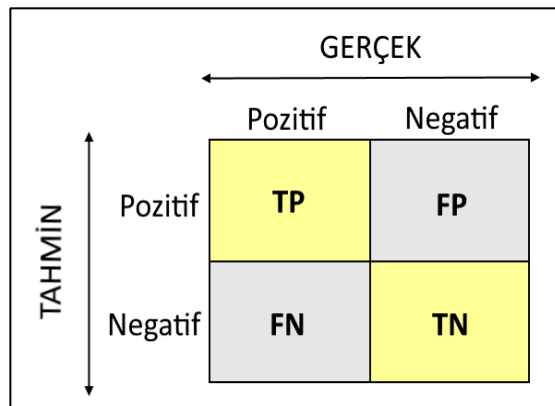 GERÇEK
Pozitif Negatif
TAHMİN
Pozitif TP FP
Negatif FN TN